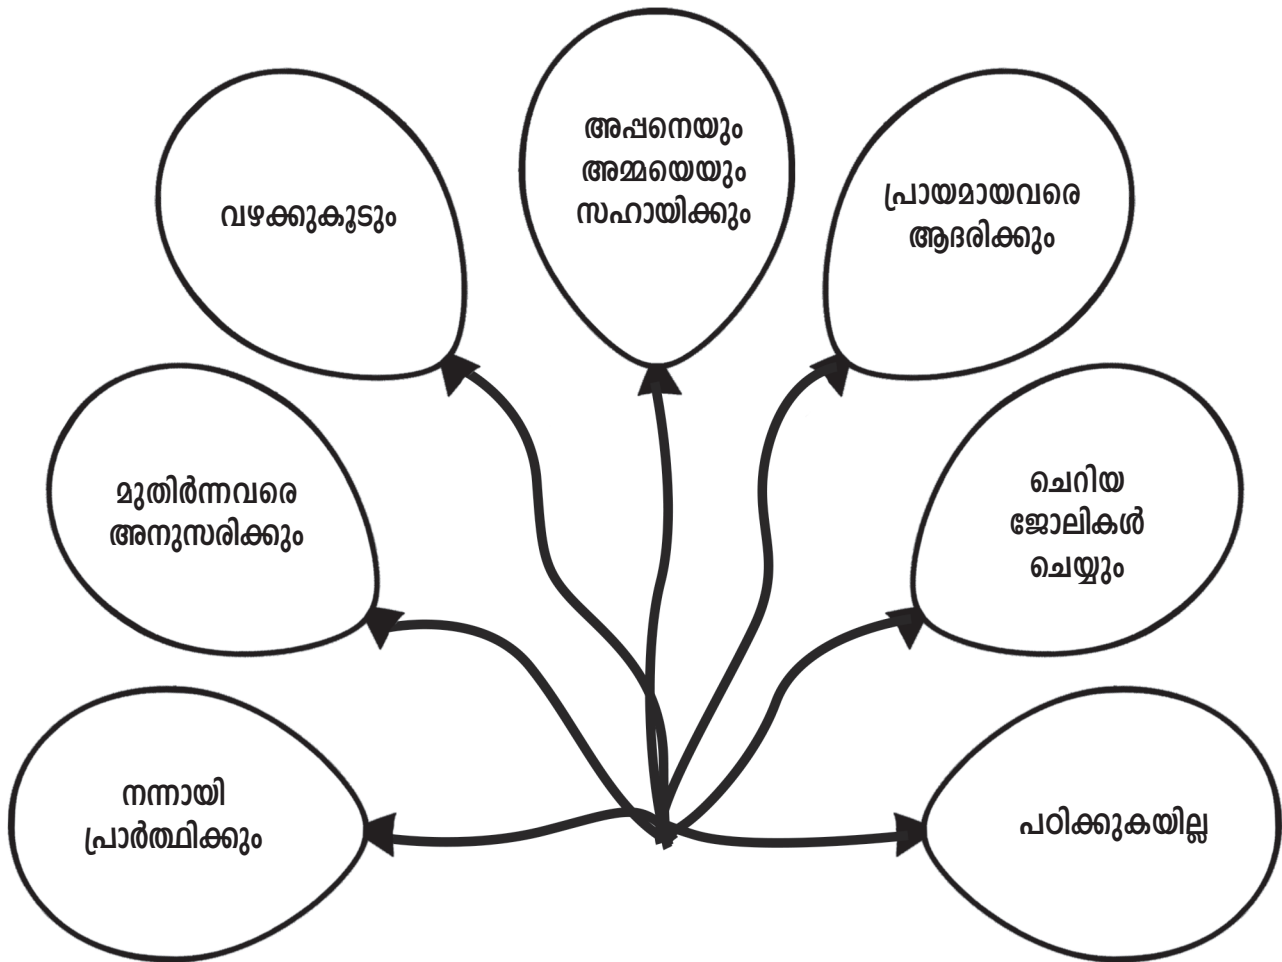 അപ്പനെയും
അമ്മയെയും
സഹായിക്കും
വഴക്കുകൂടും
പ്രായമായവരെ
ആദരിക്കും
മുതിർന്നവരെ
അനുസരിക്കും
ചെറിയ
ജോലികൾ
ചെയ്യും
നന്നായി
പ്രാർത്ഥിക്കും
പഠിക്കുകയില്ല